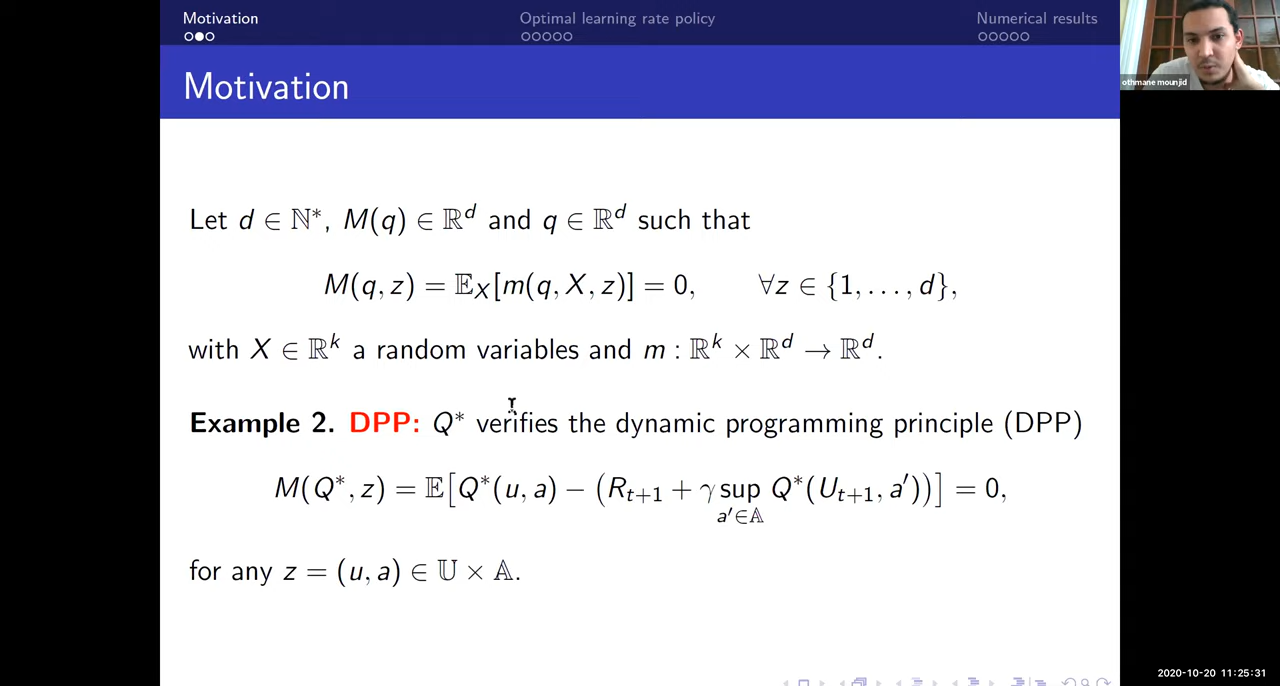 Motivation
Optimal learning rate policy
Numerical results
Motivation
othmane mounjid
Let d ∈ ℕ*, M(q) ∈ ℝ^d and q ∈ ℝ^d such that
M(q, z) = 𝔼_X[m(q, X, z)] = 0, ∀z ∈ {1, . . . , d},
with X ∈ ℝ^k a random variables and m : ℝ^k × ℝ^d → ℝ^d.
Example 2. DPP: Q* verifies the dynamic programming principle (DPP)
M(Q*, z) = 𝔼[Q*(u, a) − (R_{t+1} + γ sup_{a′∈𝔸} Q*(U_{t+1}, a′))] = 0,
for any z = (u, a) ∈ 𝕌 × 𝔸.
2020-10-20 11:25:31